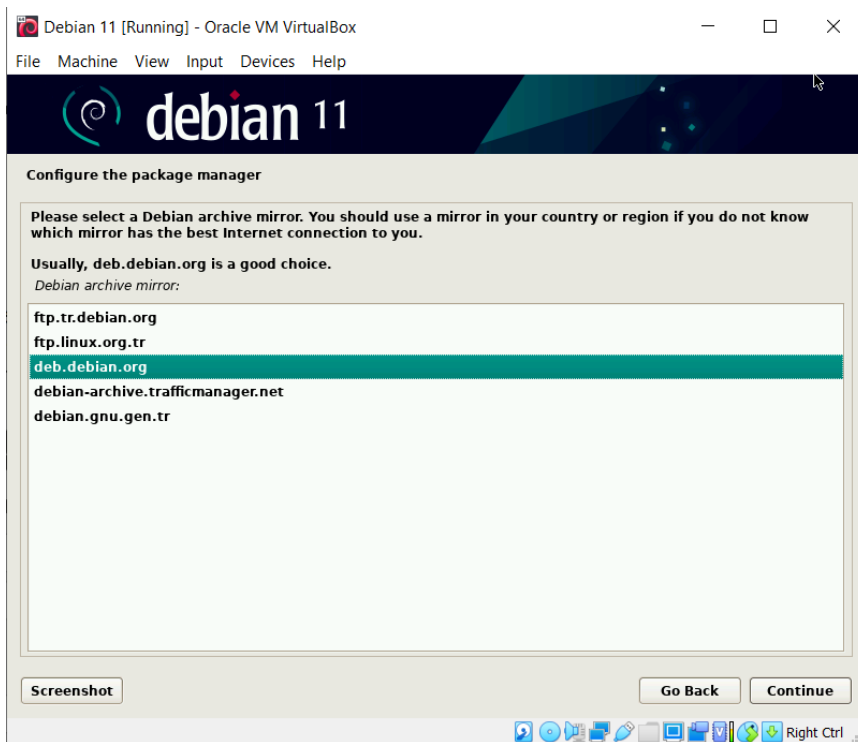 Debian 11 [Running] - Oracle VM VirtualBox
File Machine View Input Devices Help
debian 11
Configure the package manager
Please select a Debian archive mirror. You should use a mirror in your country or region if you do not know
which mirror has the best Internet connection to you.
Usually, deb.debian.org is a good choice.
Debian archive mirror:
ftp.tr.debian.org
ftp.linux.org.tr
deb.debian.org
debian-archive.trafficmanager.net
debian.gnu.gen.tr
Screenshot Go Back Continue
Right Ctrl